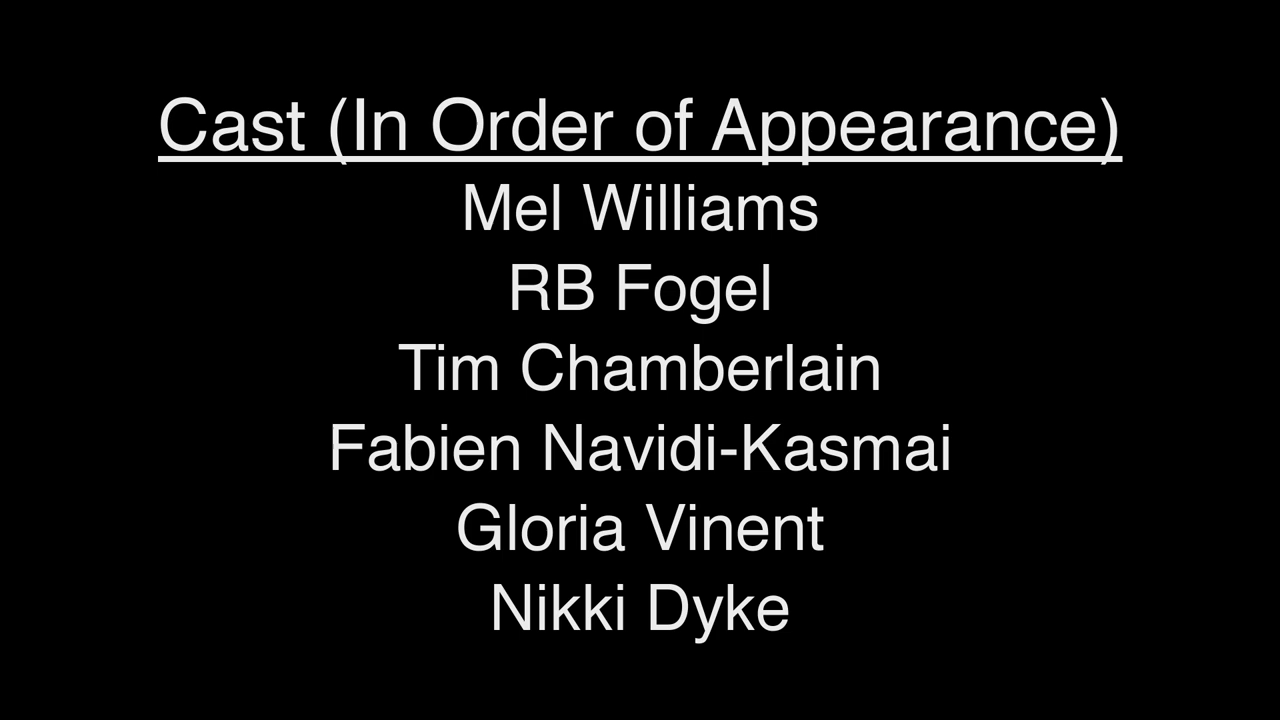 Cast (In Order of Appearance)
Mel Williams
RB Fogel
Tim Chamberlain
Fabien Navidi-Kasmai
Gloria Vinent
Nikki Dyke